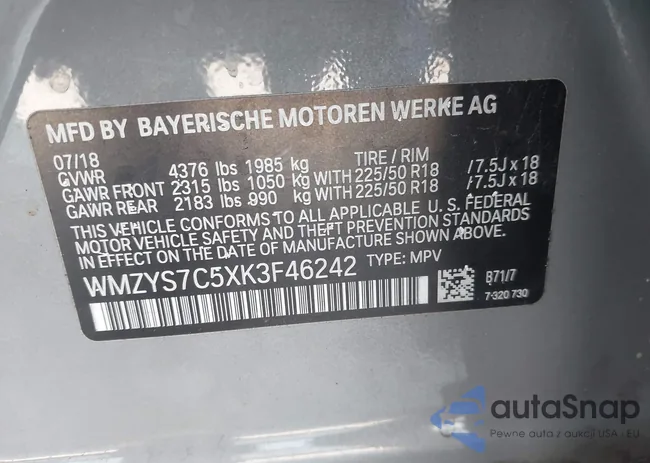 MFD BY BAYERISCHE MOTOREN WERKE AG
07/18 TIRE / RIM
GVWR 4376 lbs 1985 kg
GAWR FRONT 2315 lbs 1050 kg WITH 225/50 R18 /7.5J x 18
GAWR REAR 2183 lbs 990 kg WITH 225/50 R18 /7.5J x 18
THIS VEHICLE CONFORMS TO ALL APPLICABLE U. S. FEDERAL
MOTOR VEHICLE SAFETY AND THEFT PREVENTION STANDARDS
IN EFFECT ON THE DATE OF MANUFACTURE SHOWN ABOVE.
WMZYS7C5XK3F46242 TYPE: MPV
B71/7
7 320 730
autoSnap
Pewne auta z aukcji USA i EU